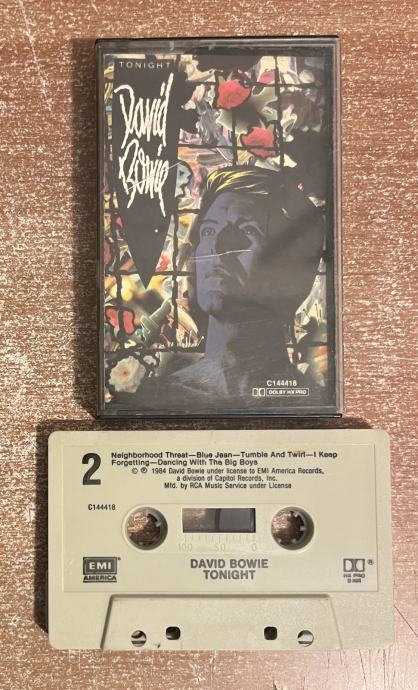 TONIGHT
David
Bowie
C144418
DOLBY HX PRO
2
Neighborhood Threat—Blue Jean—Tumble And Twirl—I Keep
Forgetting—Dancing With The Big Boys
© ℗ 1984 David Bowie under license to EMI America Records,
a division of Capitol Records, Inc.
Mfd. by RCA Music Service under License
C144418
100 50 0
EMI
AMERICA
DAVID BOWIE
TONIGHT
®
HX PRO
B NR